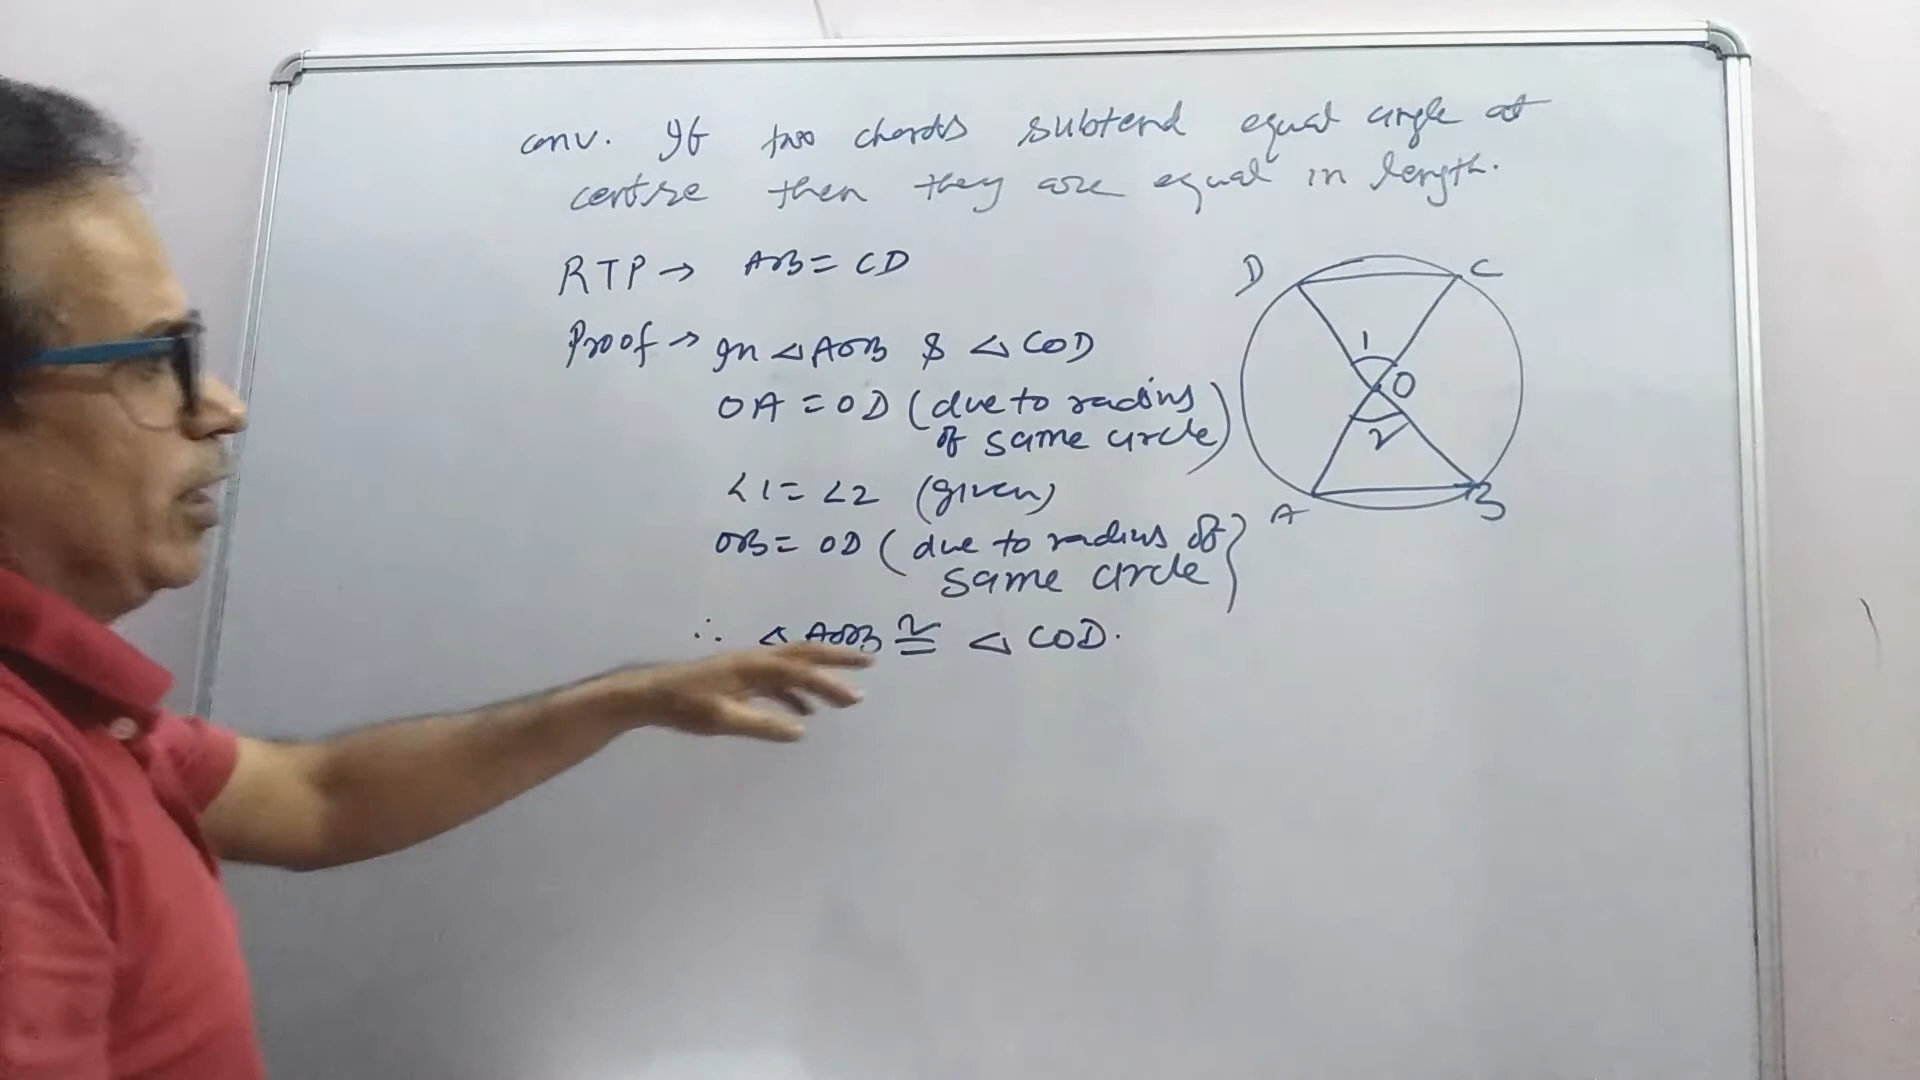 conv. If two chords subtend equal angle at
centre then they are equal in length.
RTP → AB = CD
Proof → In △AOB & △COD
OA = OD (due to radius
of same circle)
∠1 = ∠2 (given)
OB = OD (due to radius of
same circle)
∴ △AOB ≅ △COD.
D C
1
O
2
A B